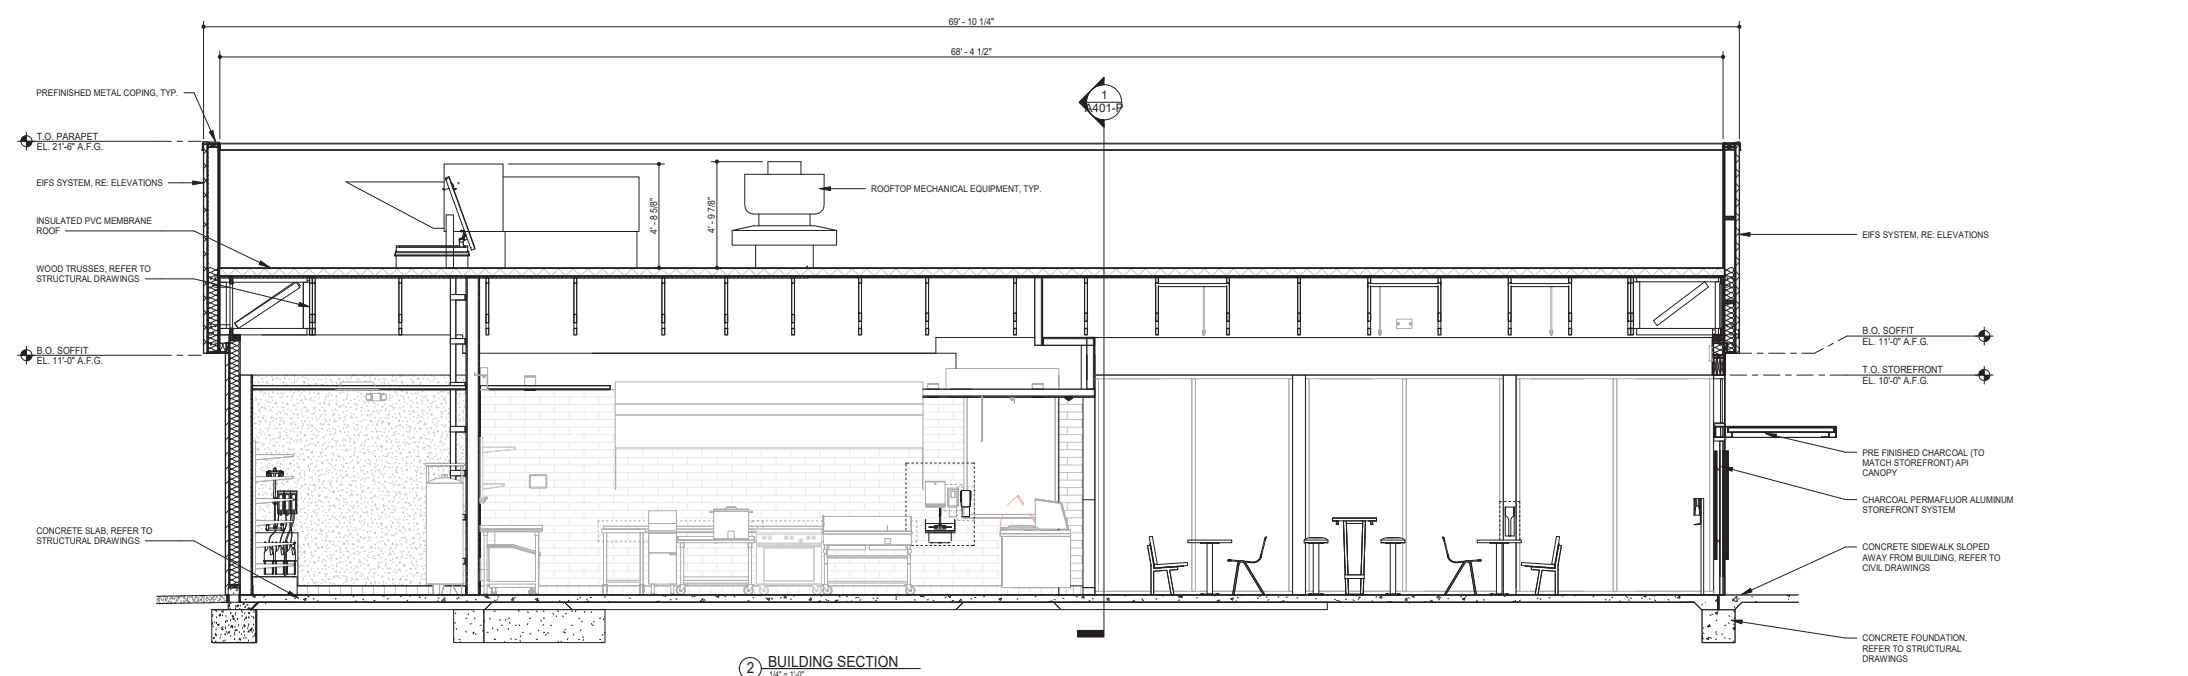 69' - 10 1/4"
68' - 4 1/2"
PREFINISHED METAL COPING, TYP.
1
A401-P
T.O. PARAPET
EL. 21'-6" A.F.G.
EIFS SYSTEM, RE: ELEVATIONS
4' - 8 5/8"
4' - 9 7/8"
ROOFTOP MECHANICAL EQUIPMENT, TYP.
INSULATED PVC MEMBRANE
ROOF
EIFS SYSTEM, RE: ELEVATIONS
WOOD TRUSSES, REFER TO
STRUCTURAL DRAWINGS
B.O. SOFFIT
EL. 11'-0" A.F.G.
B.O. SOFFIT
EL. 11'-0" A.F.G.
T.O. STOREFRONT
EL. 10'-0" A.F.G.
PRE FINISHED CHARCOAL (TO
MATCH STOREFRONT) API
CANOPY
CHARCOAL PERMAFLUOR ALUMINUM
STOREFRONT SYSTEM
CONCRETE SLAB, REFER TO
STRUCTURAL DRAWINGS
CONCRETE SIDEWALK SLOPED
AWAY FROM BUILDING, REFER TO
CIVIL DRAWINGS
CONCRETE FOUNDATION,
REFER TO STRUCTURAL
DRAWINGS
2 BUILDING SECTION
1/4" = 1'-0"